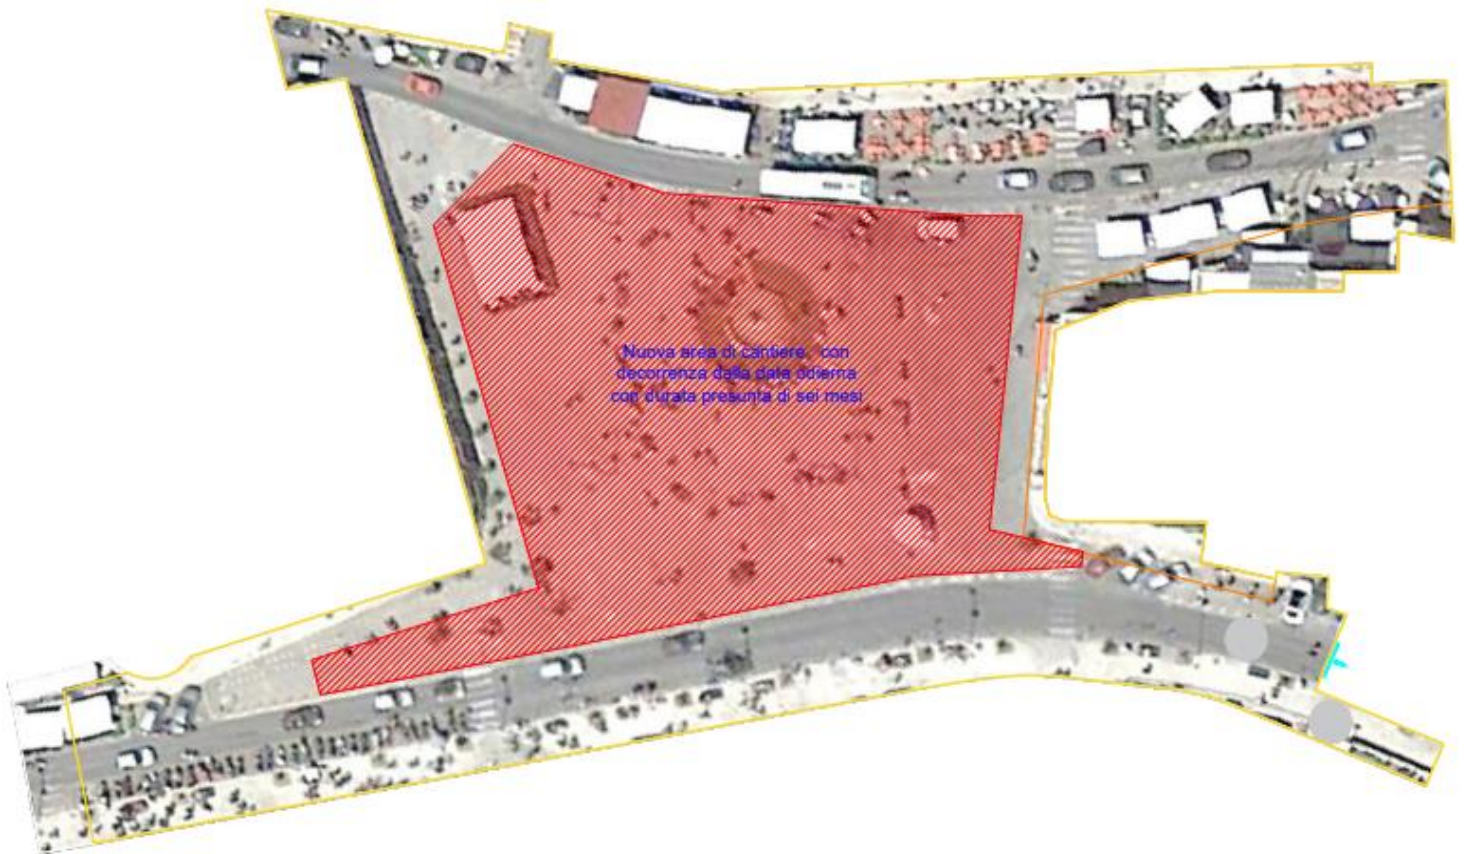 Nuova area di cantiere, con
decorrenza dalla data odierna
con durata presunta di sei mesi